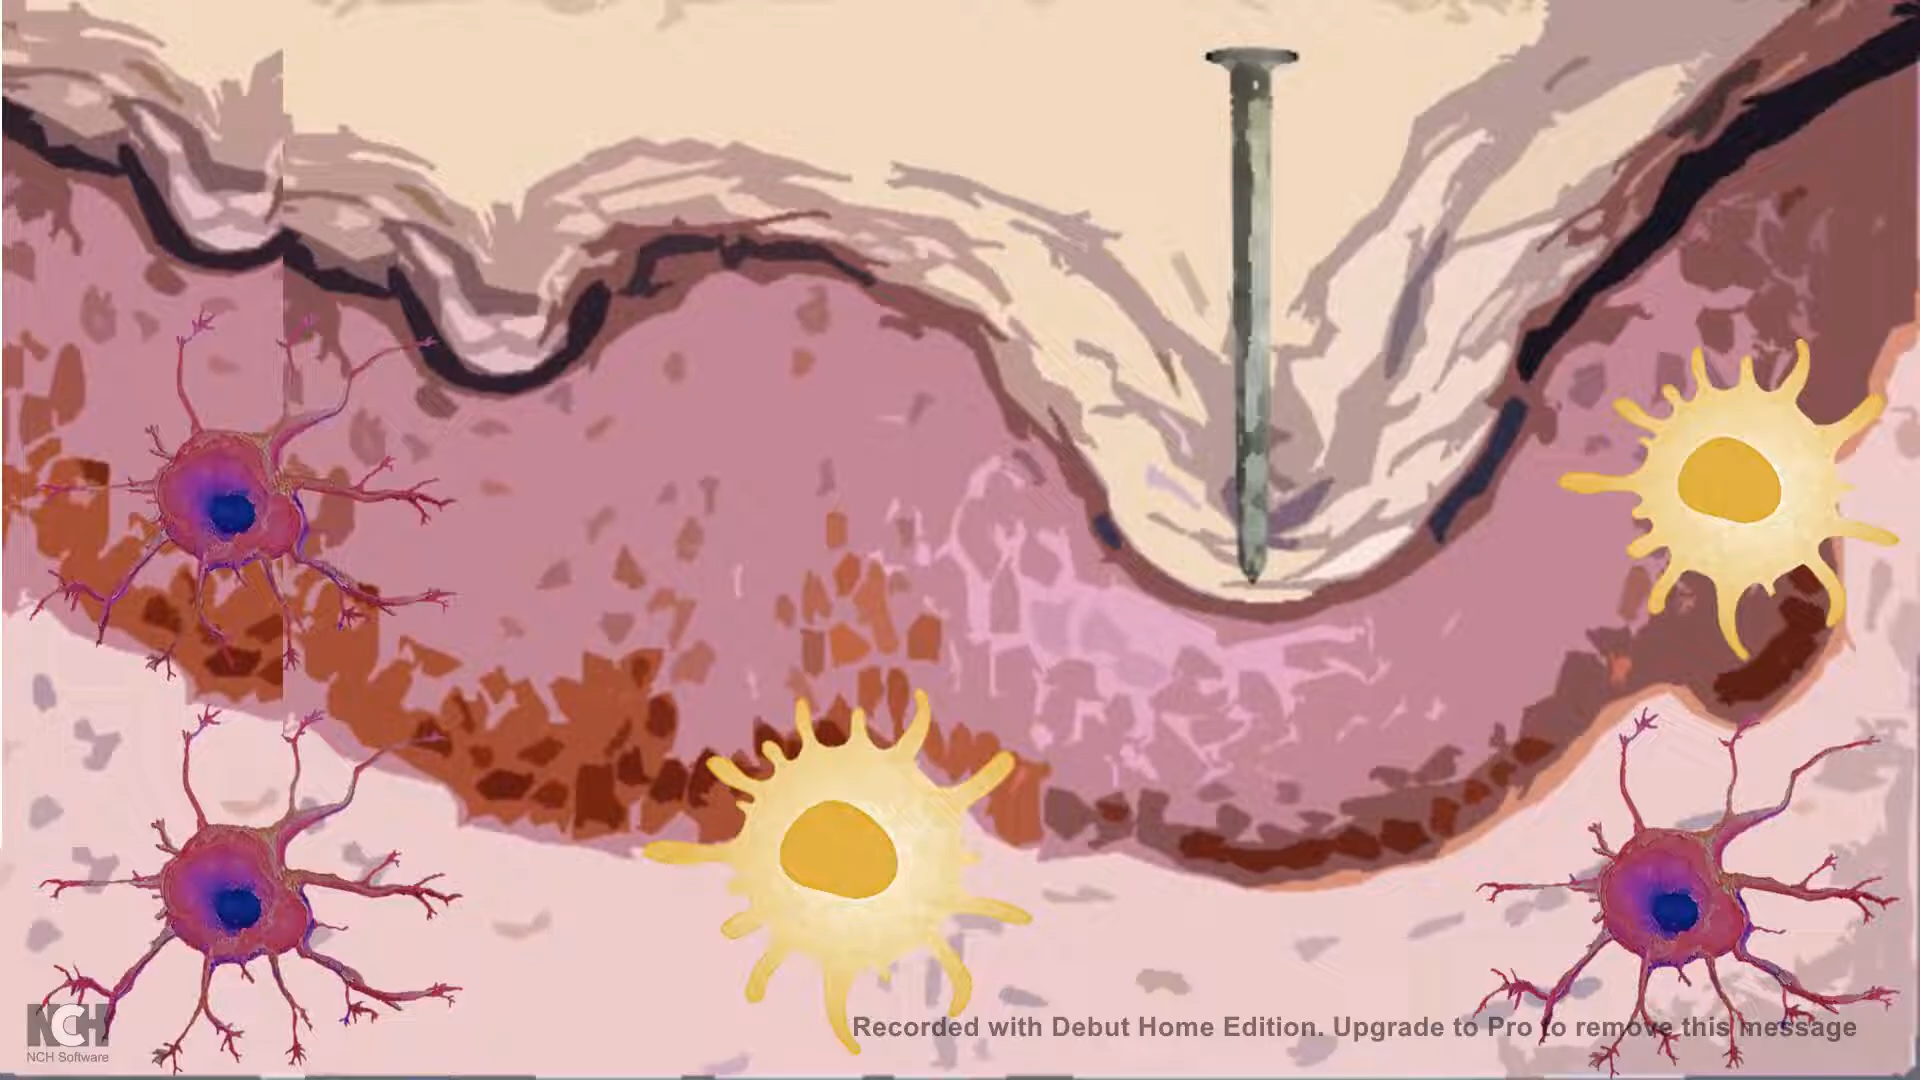 Recorded with Debut Home Edition. Upgrade to Pro to remove this message
NCH
NCH Software